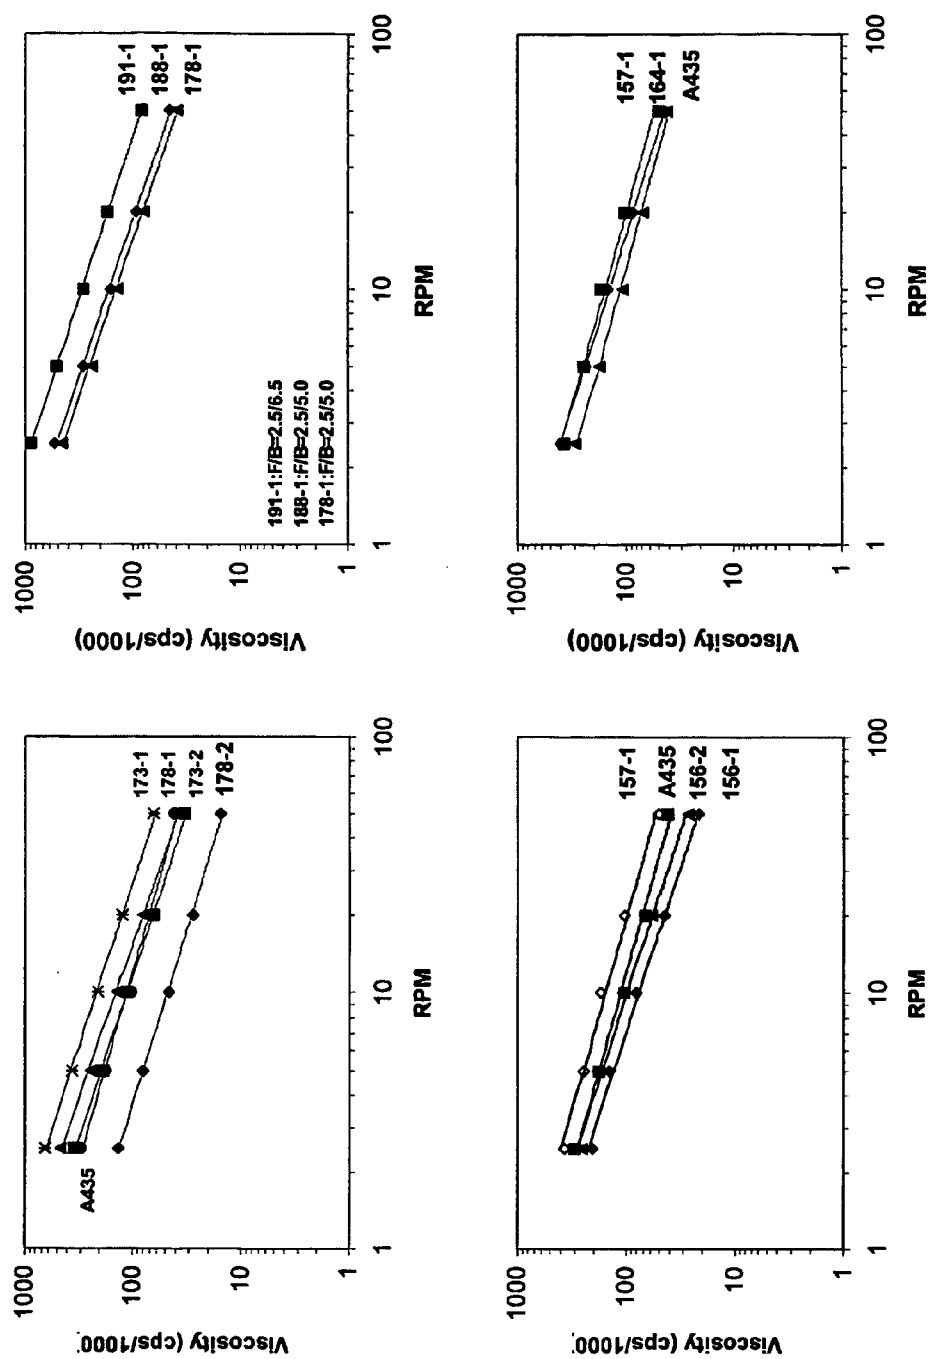 Viscosity (cps/1000
1000
100
10
1
A435
173-1
178-1
173-2
178-2
1
10
100
RPM
Viscosity (cps/1000)
1000
100
10
1
191-1
188-1
178-1
191-1:F/B=2.5/6.5
188-1:F/B=2.5/5.0
178-1:F/B=2.5/5.0
1
10
100
RPM
Viscosity (cps/1000
1000
100
10
1
157-1
A435
156-2
156-1
1
10
100
RPM
Viscosity (cps/1000)
1000
100
10
1
157-1
164-1
A435
1
10
100
RPM